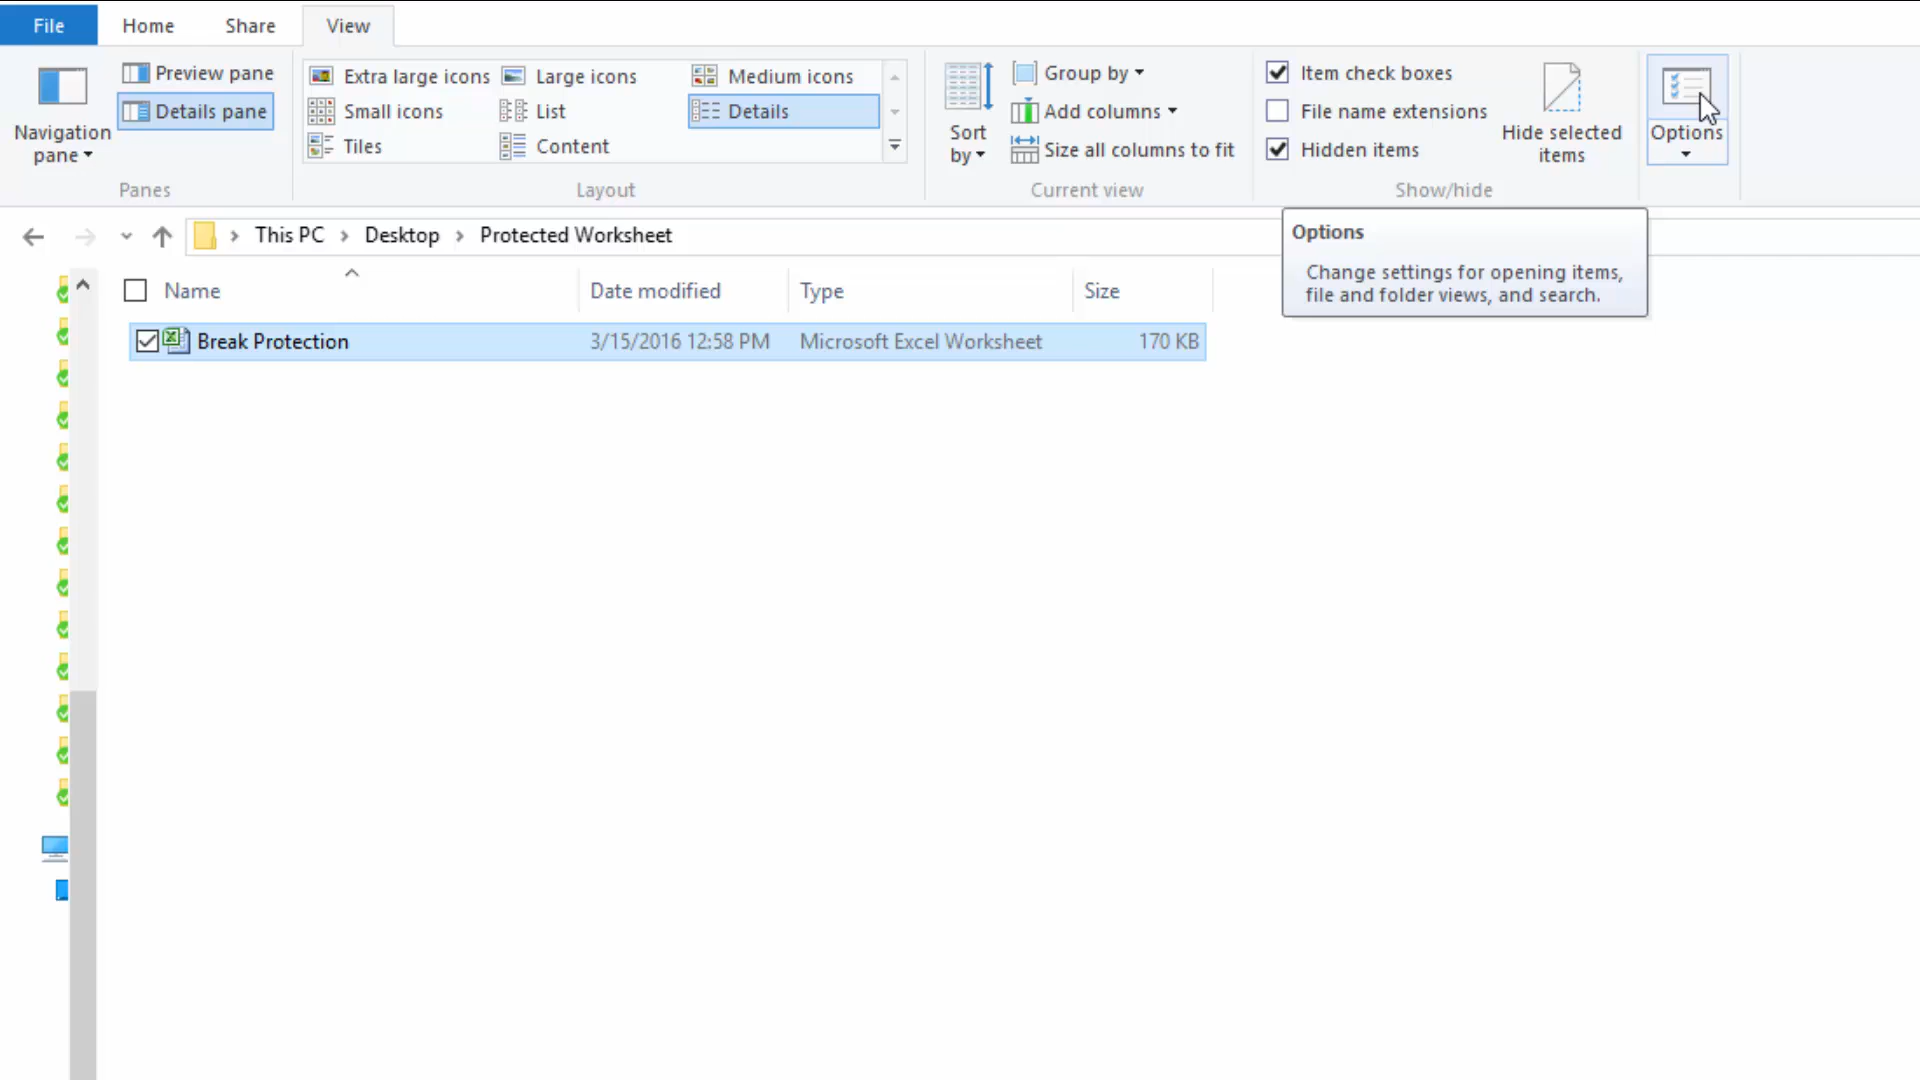 File Home Share View
Preview pane
Details pane
Navigation
pane
Panes
Extra large icons Large icons Medium icons
Small icons List Details
Tiles Content
Layout
Sort
by
Group by
Add columns
Size all columns to fit
Current view
Item check boxes
File name extensions
Hidden items
Hide selected
items
Show/hide
Options
This PC > Desktop > Protected Worksheet
Options
Change settings for opening items,
file and folder views, and search.
Name Date modified Type Size
Break Protection 3/15/2016 12:58 PM Microsoft Excel Worksheet 170 KB